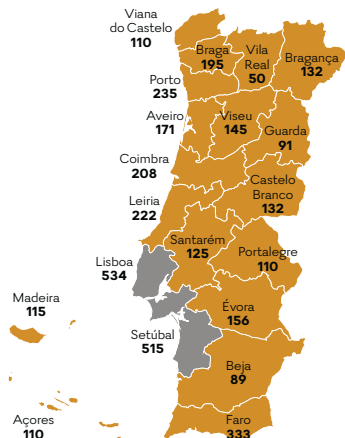 Viana
do Castelo
110
Braga
195
Vila
Real
50
Bragança
132
Porto
235
Aveiro
171
Viseu
145
Guarda
91
Coimbra
208
Castelo
Branco
132
Leiria
222
Santarém
125
Portalegre
110
Lisboa
534
Madeira
115
Évora
156
Setúbal
515
Beja
89
Açores
110
Faro
333